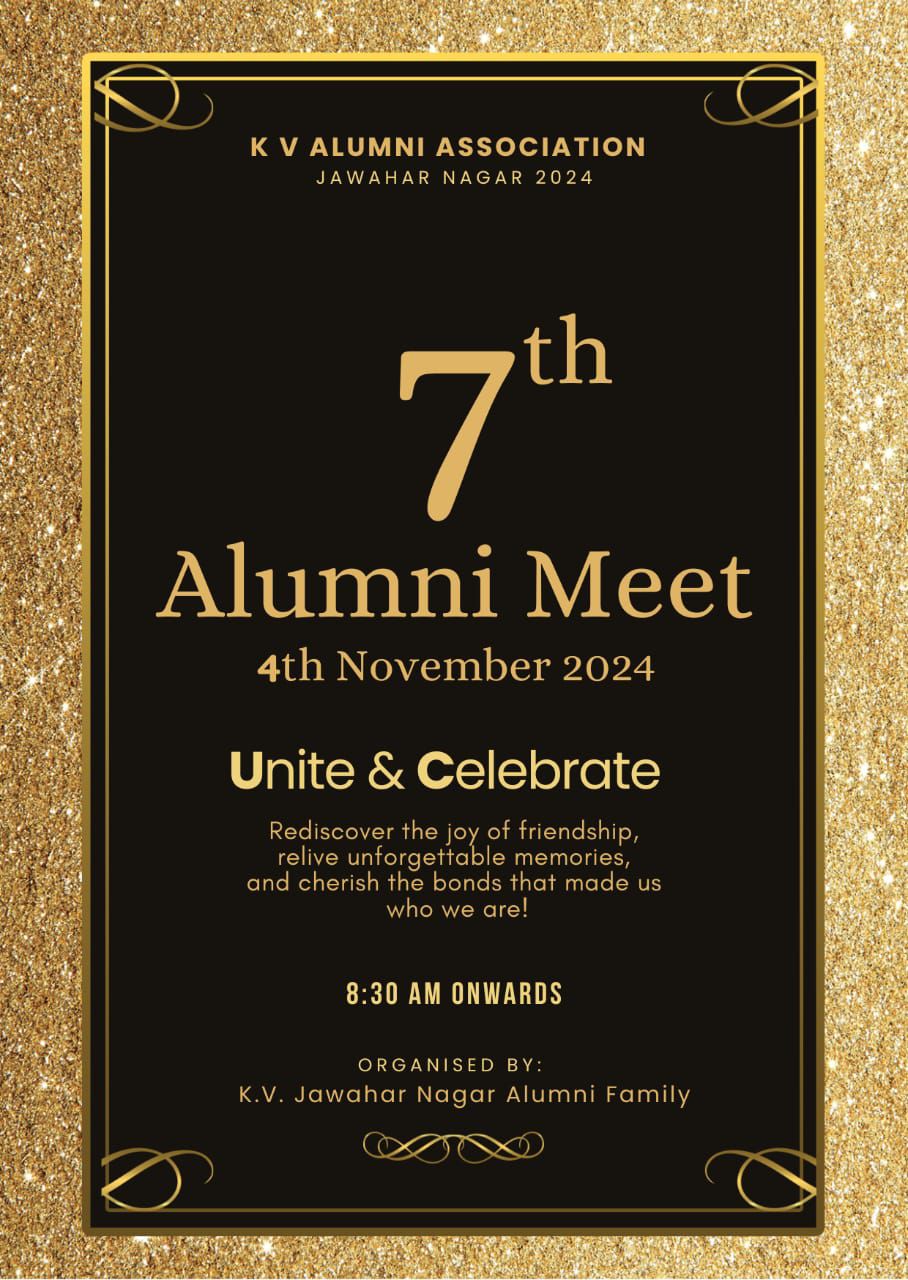 K V ALUMNI ASSOCIATION
JAWAHAR NAGAR 2024
7th
Alumni Meet
4th November 2024
Unite & Celebrate
Rediscover the joy of friendship,
relive unforgettable memories,
and cherish the bonds that made us
who we are!
8:30 AM ONWARDS
ORGANISED BY:
K.V. Jawahar Nagar Alumni Family